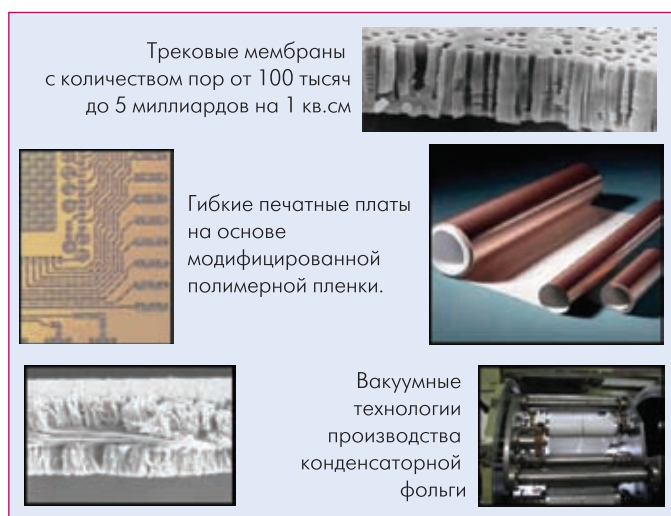 Трековые мембраны
с количеством пор от 100 тысяч
до 5 миллиардов на 1 кв.см
Гибкие печатные платы
на основе
модифицированной
полимерной пленки.
Вакуумные
технологии
производства
конденсаторной
фольги